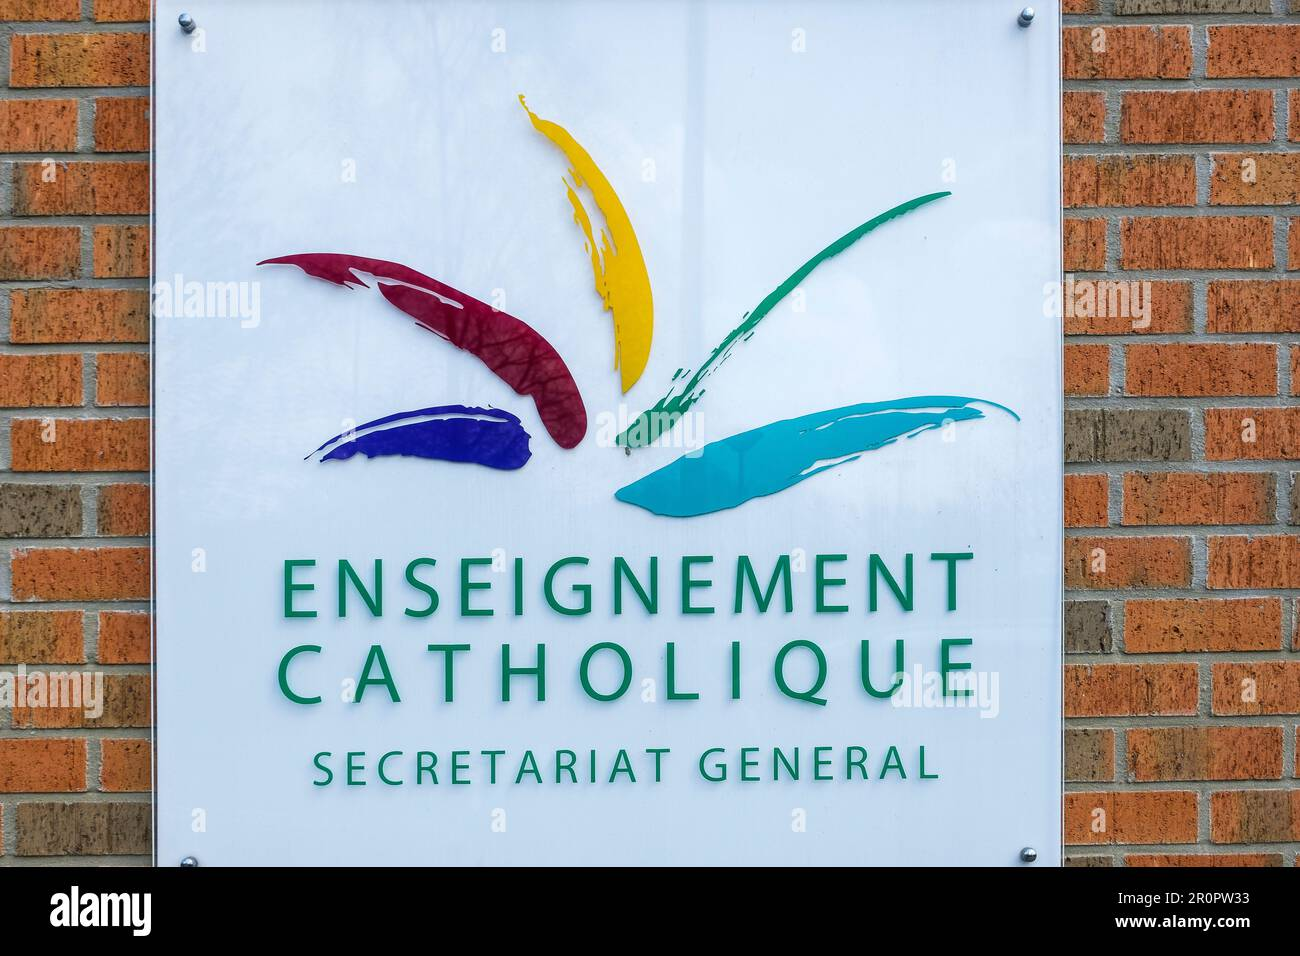 ENSEIGNEMENT
CATHOLIQUE
SECRETARIAT GENERAL
alamy
Image ID: 2R0PW33
www.alamy.com